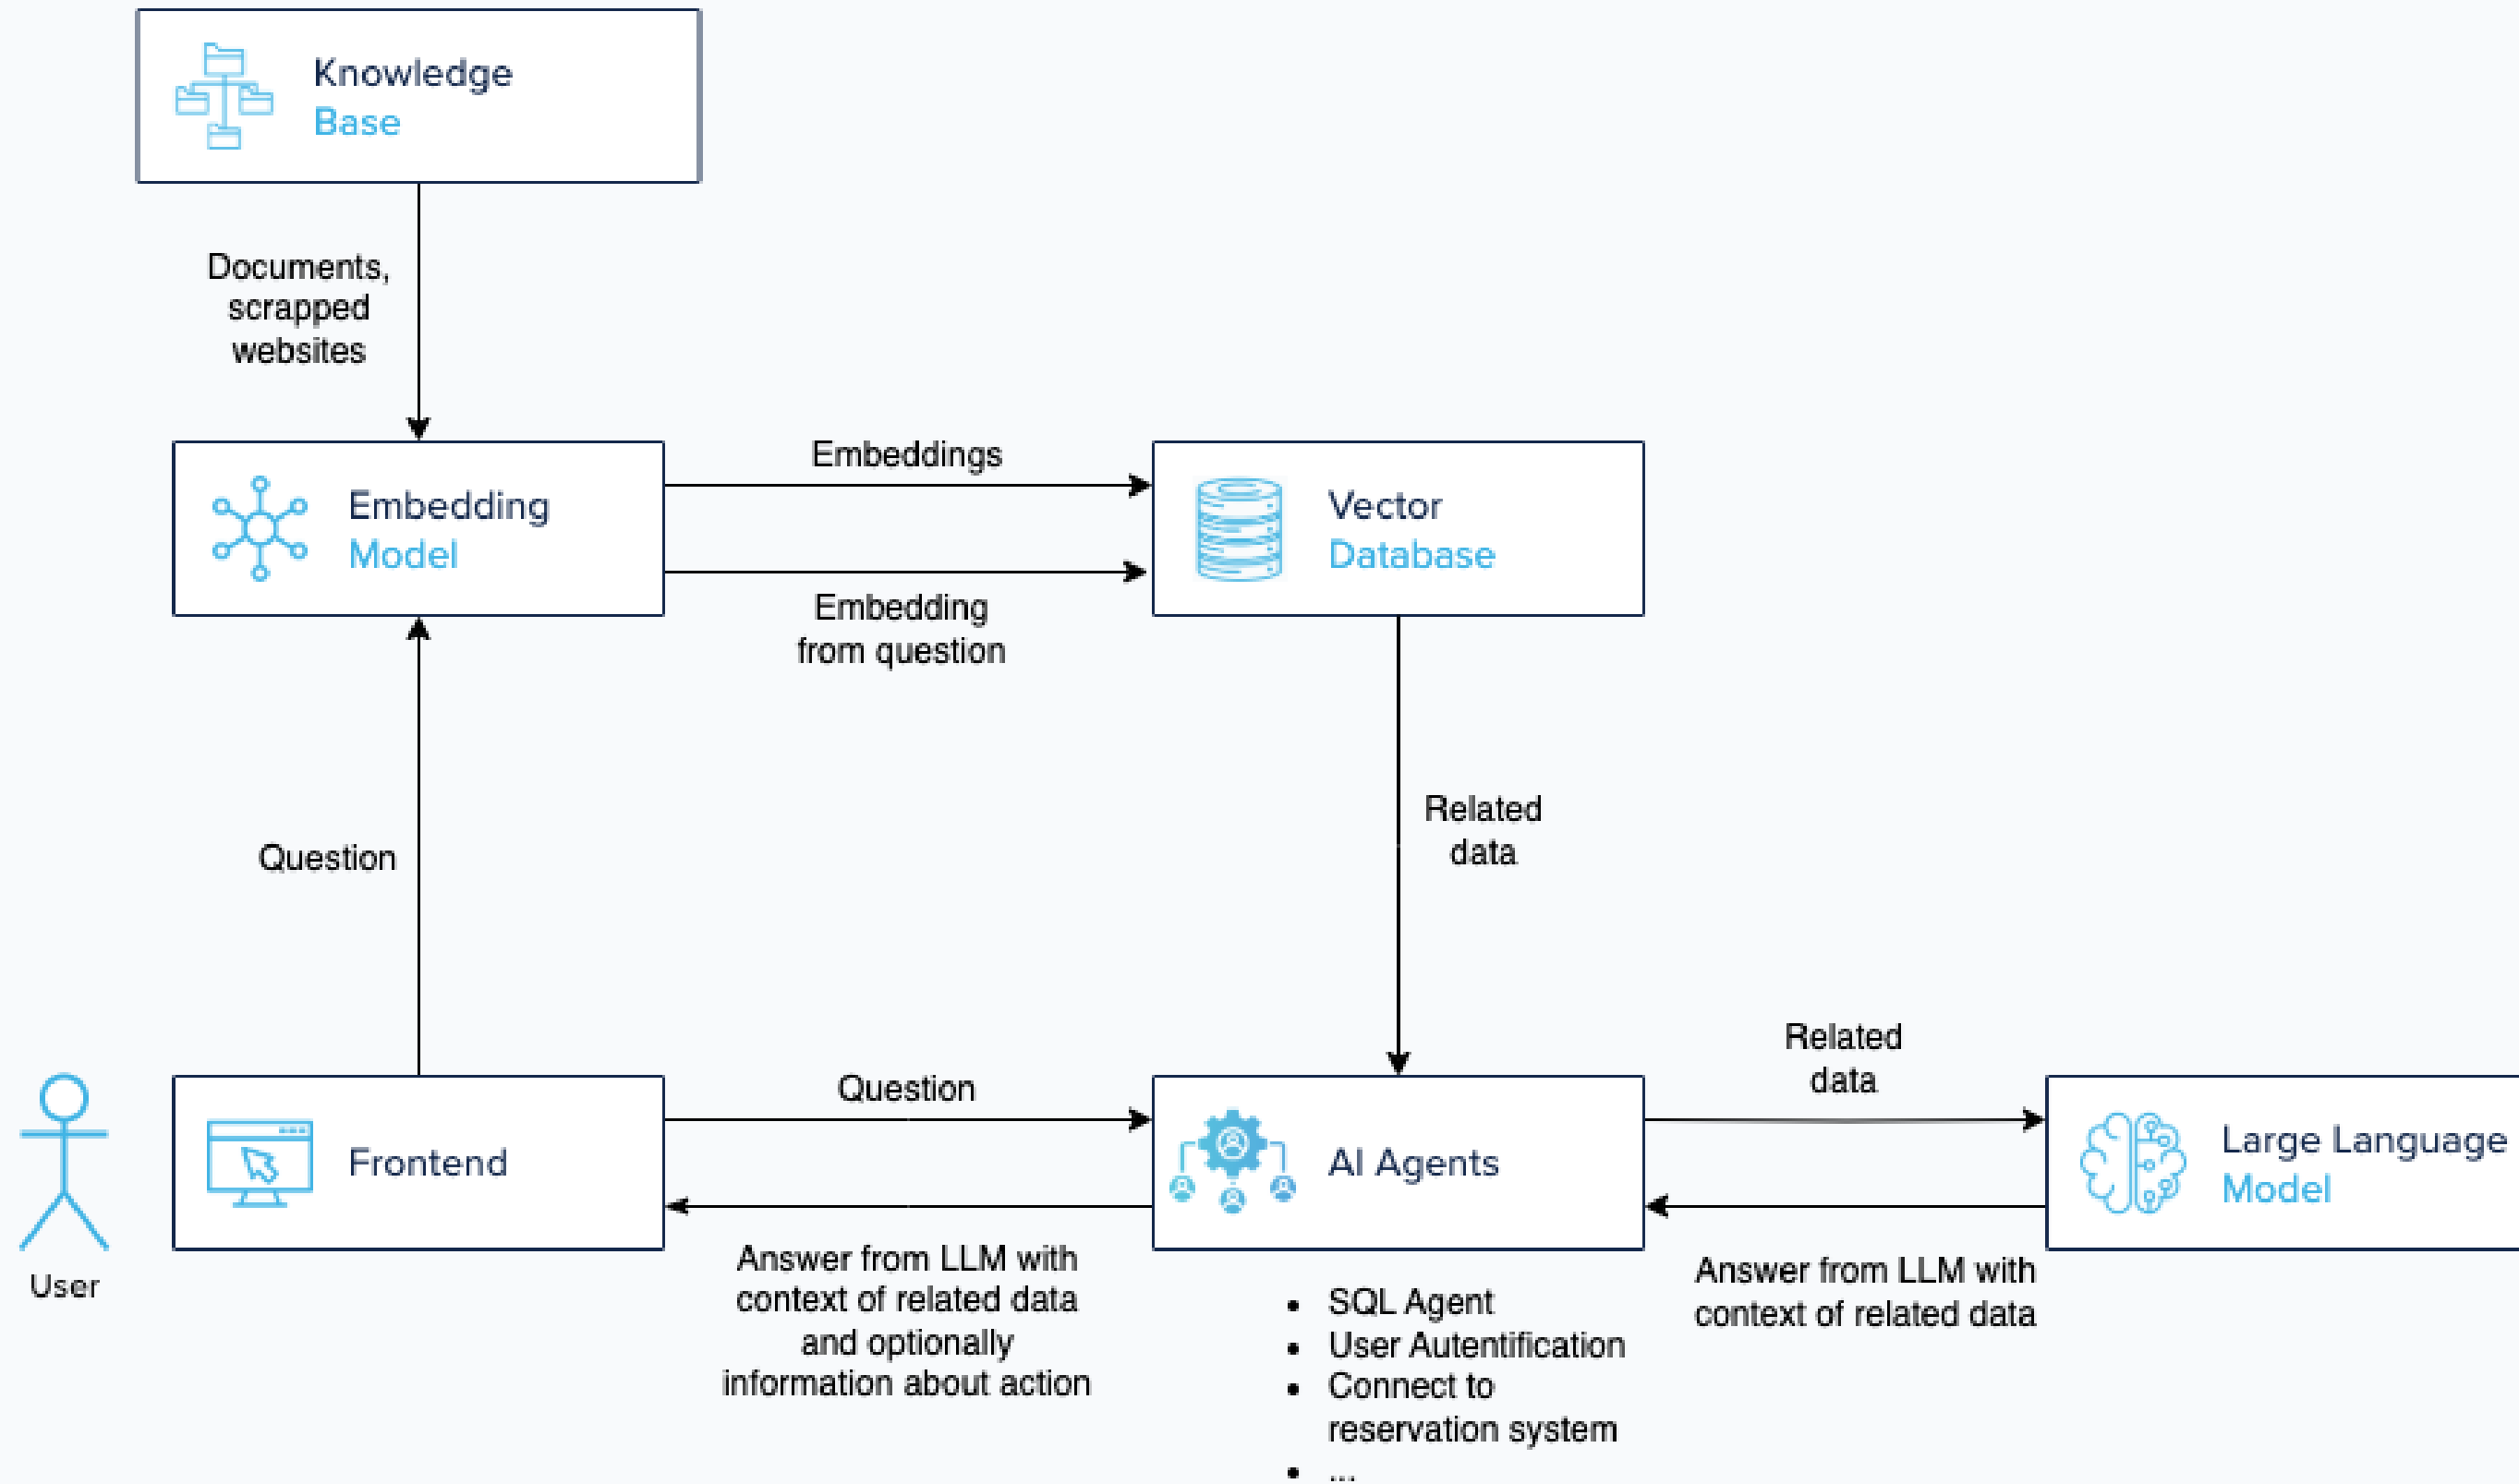 Knowledge
Base
Documents,
scrapped
websites
Embedding
Model
Embeddings
Embedding
from question
Vector
Database
Question
Related
data
User
Frontend
Question
Answer from LLM with
context of related data
and optionally
information about action
AI Agents
SQL Agent
User Autentification
Connect to
reservation system
...
Related
data
Answer from LLM with
context of related data
Large Language
Model